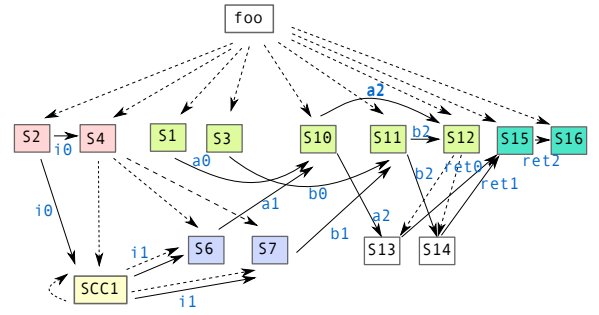 foo
a2
S2
i0
S4
S1
S3
S10
S11
b2
S12
S15
S16
a0
b0
b2
ret0
ret2
ret1
i0
a1
a2
i1
S6
S7
b1
S13
S14
SCC1
i1